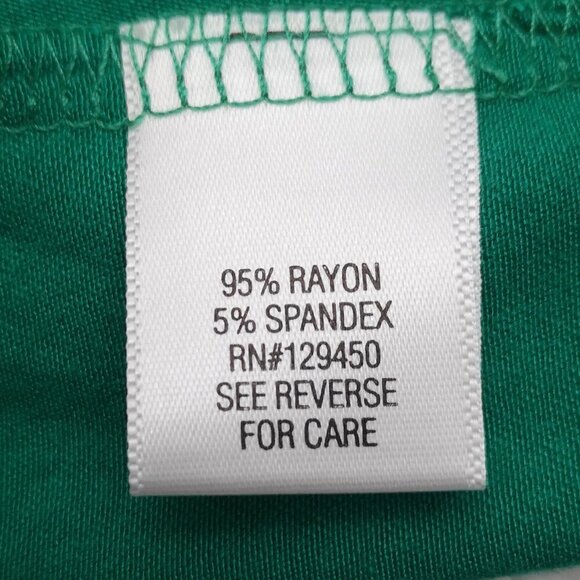 95% RAYON
5% SPANDEX
RN#129450
SEE REVERSE
FOR CARE